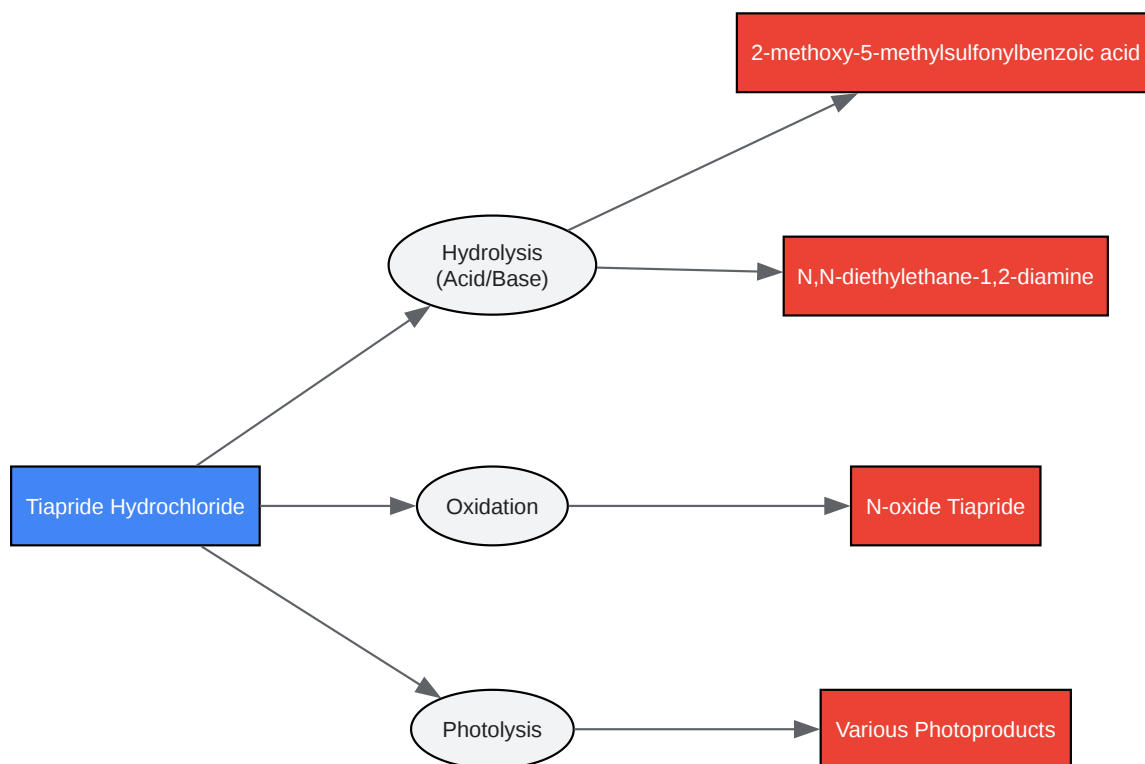 2-methoxy-5-methylsulfonylbenzoic acid
Hydrolysis
(Acid/Base)
N,N-diethylethane-1,2-diamine
Tiapride Hydrochloride
Oxidation
N-oxide Tiapride
Photolysis
Various Photoproducts